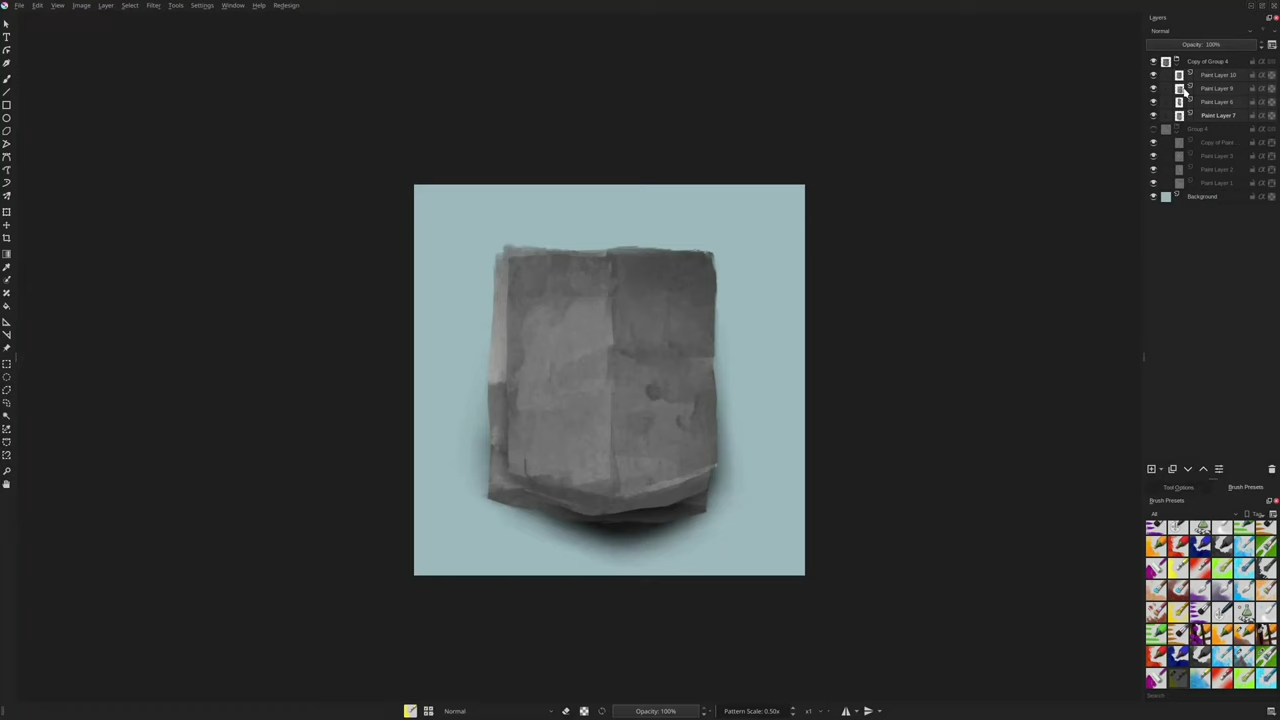 File Edit View Image Layer Select Filter Tools Settings Window Help Redesign
Layers
Normal
Opacity: 100%
Copy of Group 4
Paint Layer 10
Paint Layer 9
Paint Layer 8
Paint Layer 7
Group 4
Copy of Paint ...
Paint Layer 3
Paint Layer 2
Paint Layer 1
Background
Tool Options Brush Presets
Brush Presets
All Tag
Search
Normal Opacity: 100% Pattern Scale: 0.50x x1